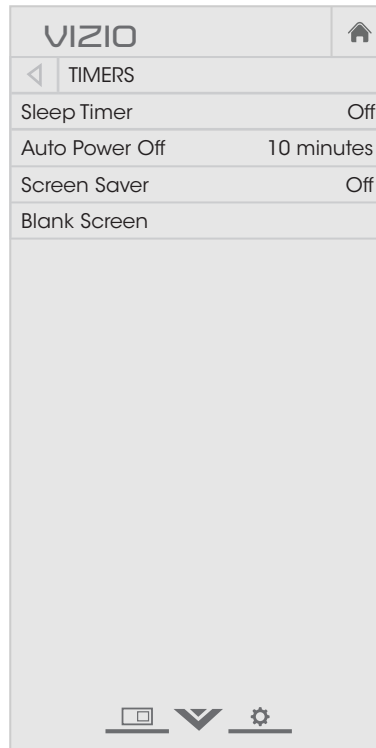 VIZIO
TIMERS
Sleep Timer Off
Auto Power Off 10 minutes
Screen Saver Off
Blank Screen